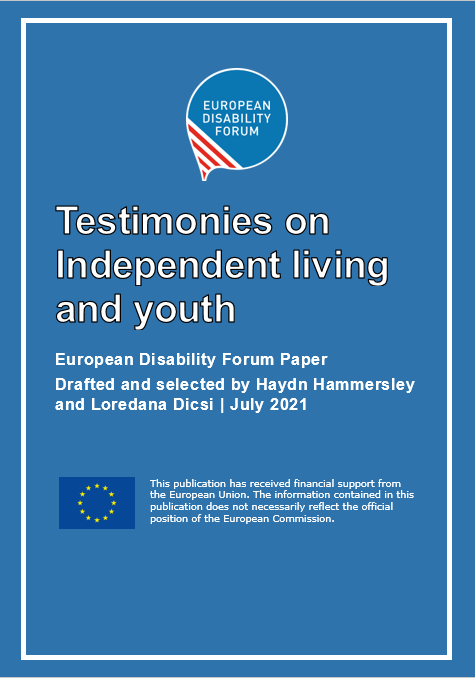 EUROPEAN
DISABILITY
FORUM
Testimonies on
Independent living
and youth
European Disability Forum Paper
Drafted and selected by Haydn Hammersley
and Loredana Dicsi | July 2021
This publication has received financial support from
the European Union. The information contained in this
publication does not necessarily reflect the official
position of the European Commission.